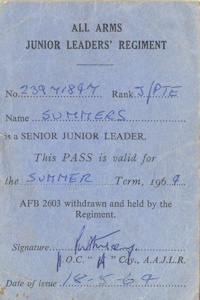 ALL ARMS
JUNIOR LEADERS' REGIMENT
No. 23971847 Rank J/PTE
Name SUMMERS
is a SENIOR JUNIOR LEADER.
This PASS is valid for
the SUMMER Term, 1964
AFB 2603 withdrawn and held by the
Regiment.
Signature
O.C. "A" Coy., A.A.J.L.R.
Date of issue 18-5-64